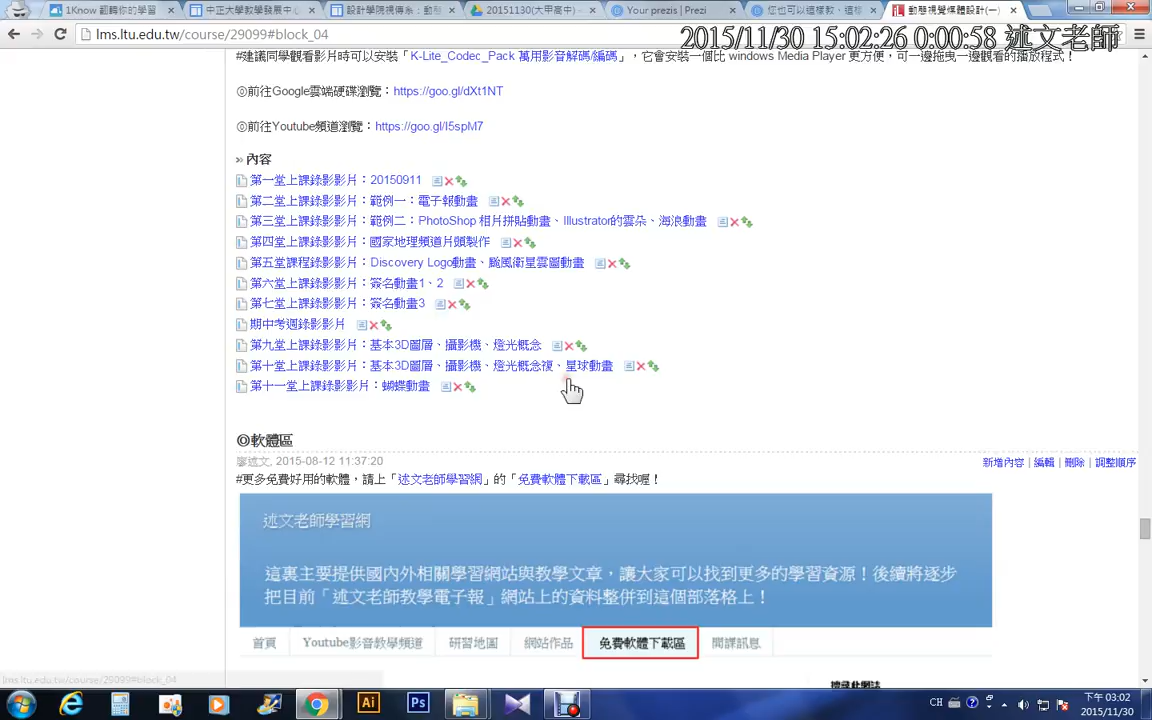 1Know 翻轉你的學習
中正大學教學發展中心
設計學院視傳系：動態
20151130(大甲高中) -
Your prezis | Prezi
您也可以這樣教、這樣
動態視覺媒體設計(一)
lms.ltu.edu.tw/course/29099#block_04
2015/11/30 15:02:26 0:00:58 述文老師
#建議同學觀看影片時可以安裝「K-Lite_Codec_Pack 萬用影音解碼/編碼」，它會安裝一個比 windows Media Player 更方便，可一邊拖曳一邊觀看的播放程式！
◎前往Google雲端硬碟瀏覽：https://goo.gl/dXt1NT
◎前往Youtube頻道瀏覽：https://goo.gl/I5spM7
» 內容
第一堂上課錄影影片：20150911
第二堂上課錄影影片：範例一：電子報動畫
第三堂上課錄影影片：範例二：PhotoShop 相片拼貼動畫、Illustrator的雲朵、海浪動畫
第四堂上課錄影影片：國家地理頻道片頭製作
第五堂課程錄影影片：Discovery Logo動畫、颱風衛星雲圖動畫
第六堂上課錄影影片：簽名動畫1、2
第七堂上課錄影影片：簽名動畫3
期中考週錄影影片
第九堂上課錄影影片：基本3D圖層、攝影機、燈光概念
第十堂上課錄影影片：基本3D圖層、攝影機、燈光概念複、星球動畫
第十一堂上課錄影影片：蝴蝶動畫
◎軟體區
廖述文, 2015-08-12 11:37:20
新增內容 | 編輯 | 刪除 | 調整順序
#更多免費好用的軟體，請上「述文老師學習網」的「免費軟體下載區」尋找喔！
述文老師學習網
這裏主要提供國內外相關學習網站與教學文章，讓大家可以找到更多的學習資源！後續將逐步
把目前「述文老師教學電子報」網站上的資料整併到這個部落格上！
首頁 Youtube影音教學頻道 研習地圖 網站作品 免費軟體下載區 開課訊息
搜尋此網誌
lms.ltu.edu.tw/course/29099#block_04
CH
下午 03:02
2015/11/30